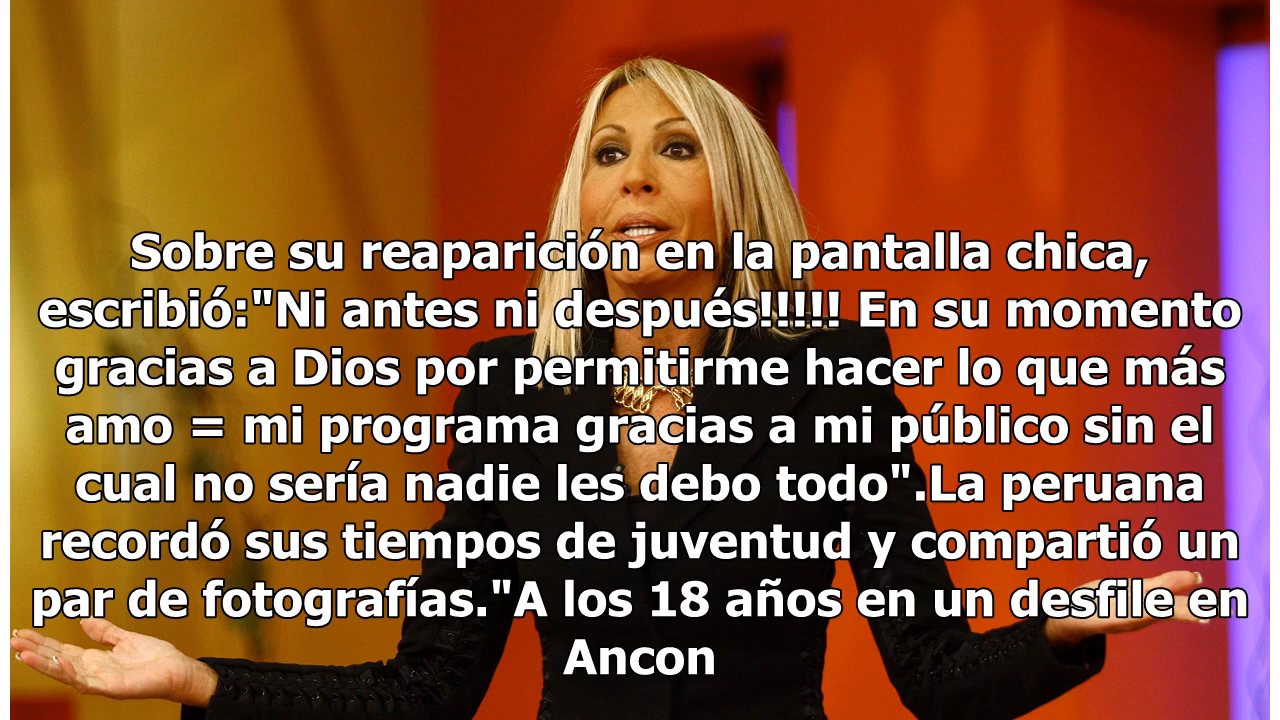 Sobre su reaparición en la pantalla chica,
escribió:"Ni antes ni después!!!!! En su momento
gracias a Dios por permitirme hacer lo que más
amo = mi programa gracias a mi público sin el
cual no sería nadie les debo todo".La peruana
recordó sus tiempos de juventud y compartió un
par de fotografías."A los 18 años en un desfile en
Ancon